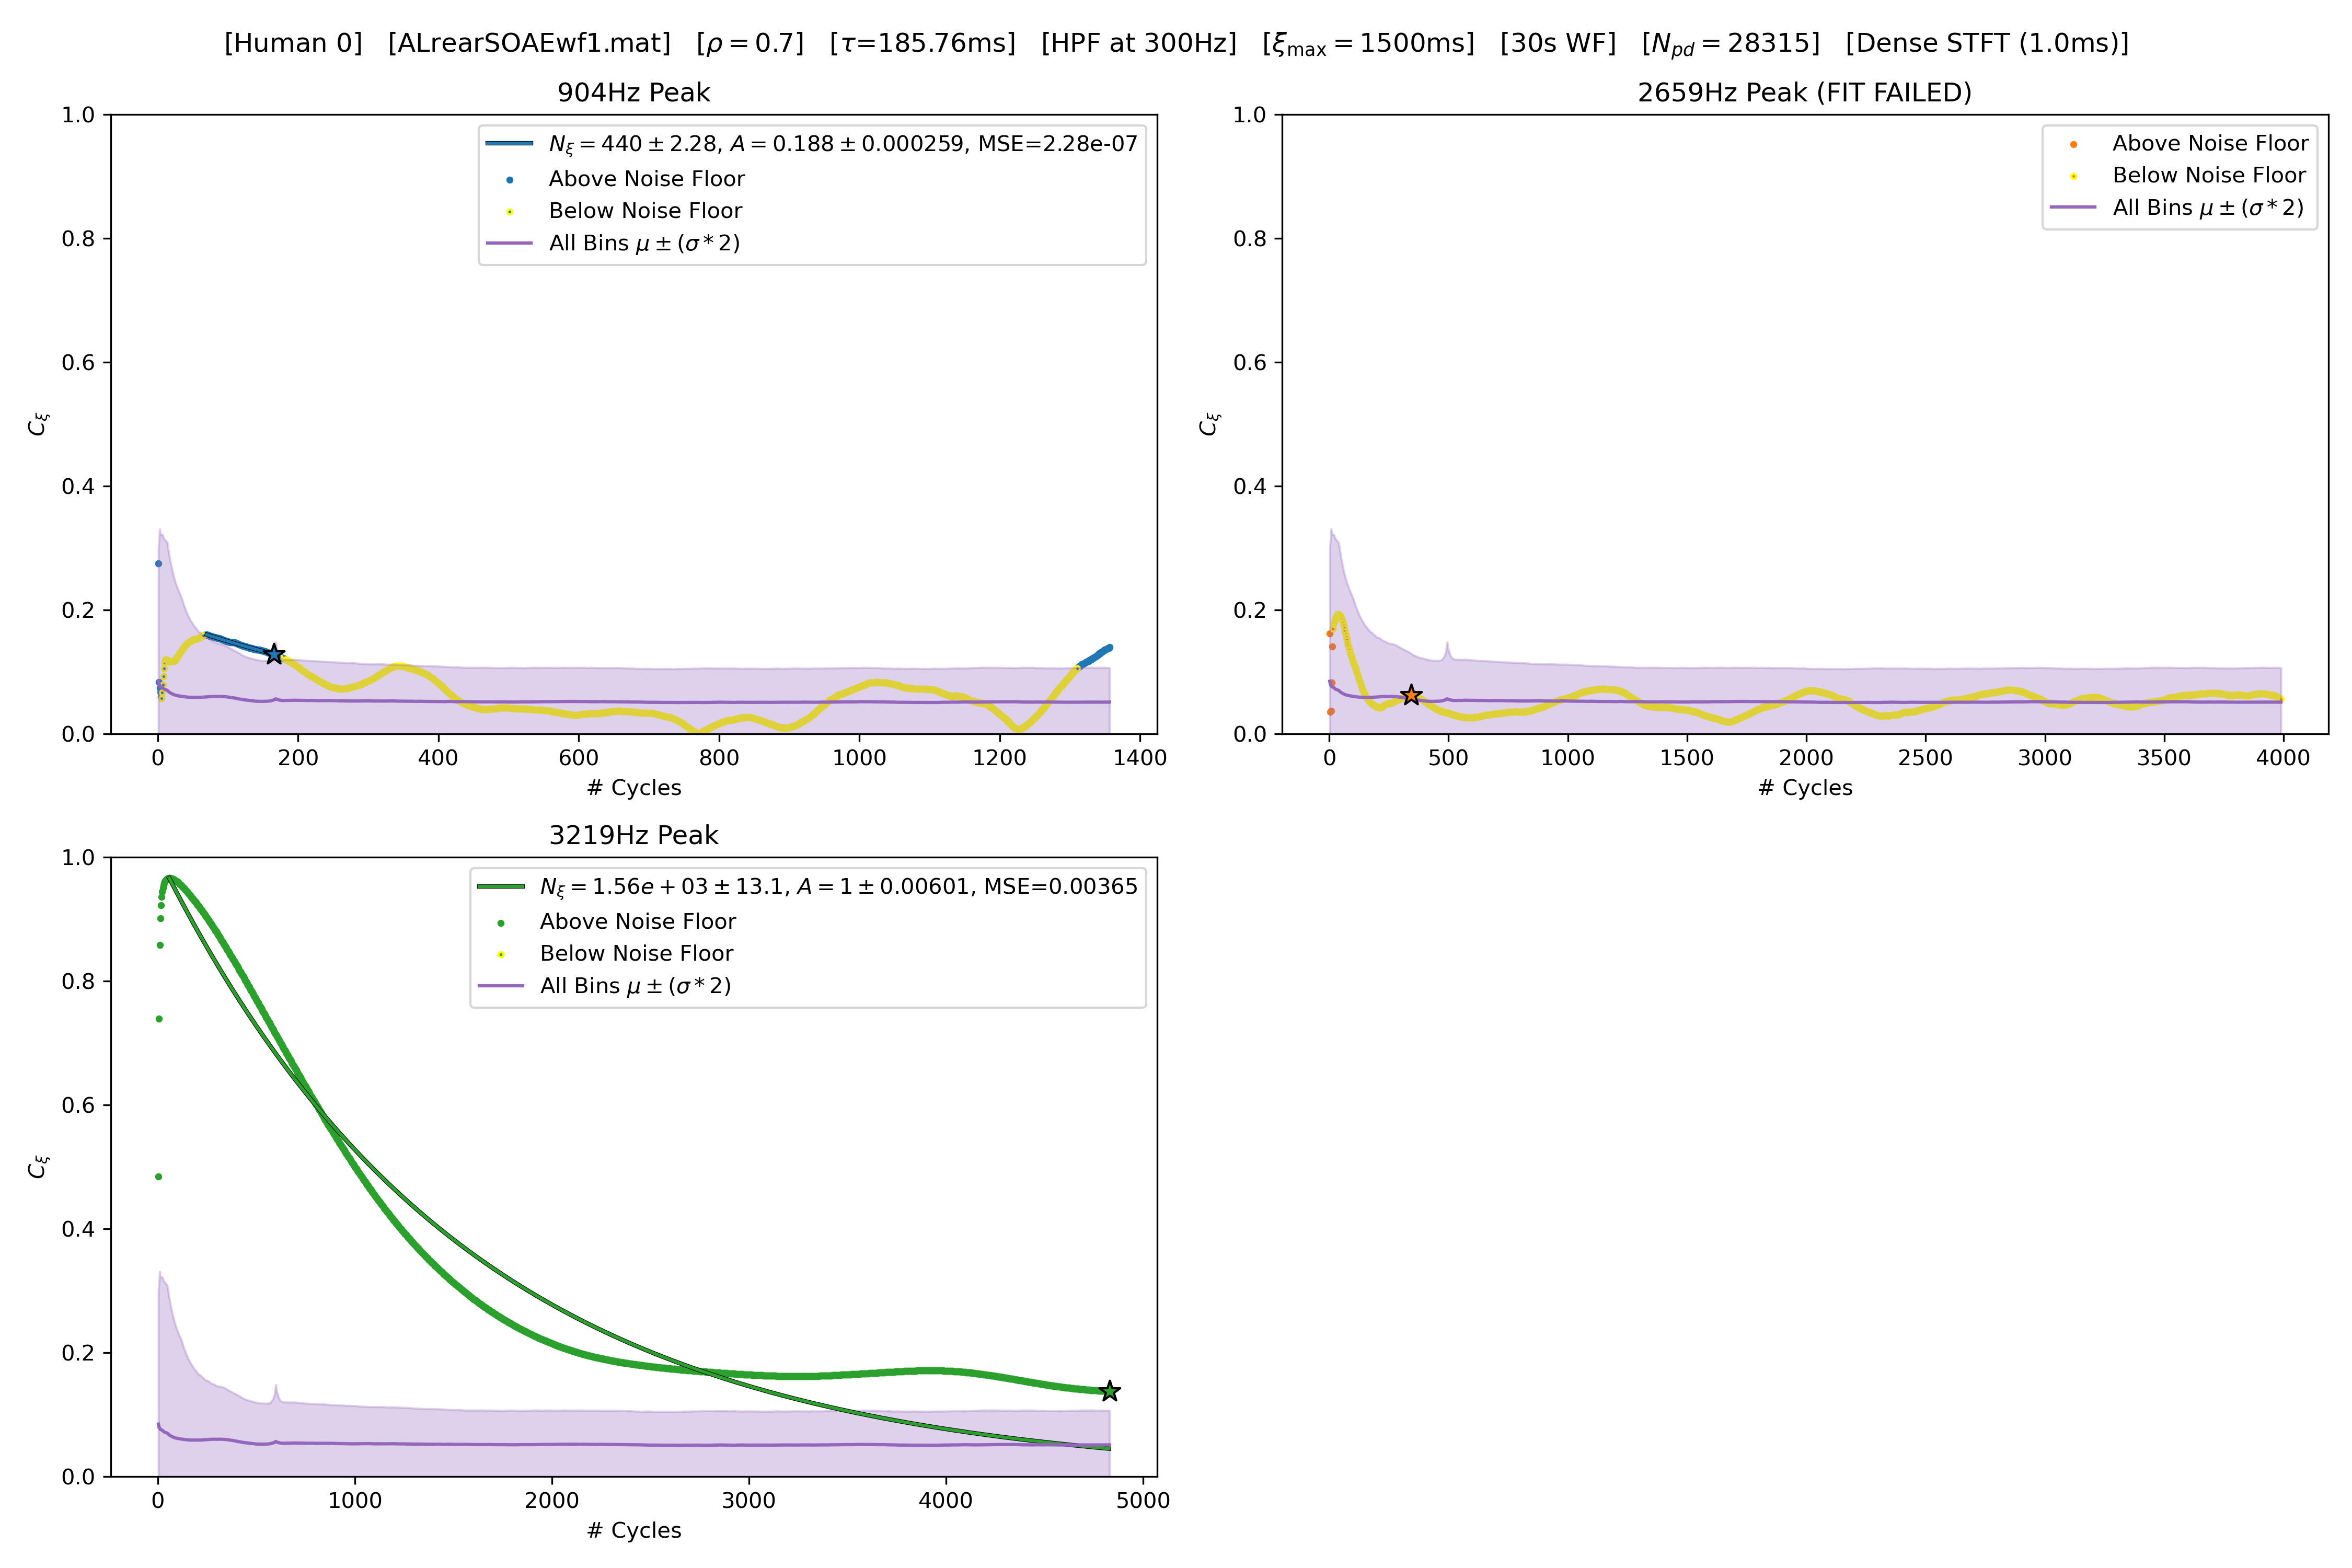 [Human 0] [ALrearSOAEwf1.mat] [ρ = 0.7] [τ=185.76ms] [HPF at 300Hz] [ξmax = 1500ms] [30s WF] [Npd = 28315] [Dense STFT (1.0ms)]
904Hz Peak
Nξ = 440 ± 2.28, A = 0.188 ± 0.000259, MSE=2.28e-07
Above Noise Floor
Below Noise Floor
All Bins μ ± (σ * 2)
1.0
0.8
0.6
0.4
0.2
0.0
Cξ
0 200 400 600 800 1000 1200 1400
# Cycles
2659Hz Peak (FIT FAILED)
Above Noise Floor
Below Noise Floor
All Bins μ ± (σ * 2)
1.0
0.8
0.6
0.4
0.2
0.0
Cξ
0 500 1000 1500 2000 2500 3000 3500 4000
# Cycles
3219Hz Peak
Nξ = 1.56e + 03 ± 13.1, A = 1 ± 0.00601, MSE=0.00365
Above Noise Floor
Below Noise Floor
All Bins μ ± (σ * 2)
1.0
0.8
0.6
0.4
0.2
0.0
Cξ
0 1000 2000 3000 4000 5000
# Cycles